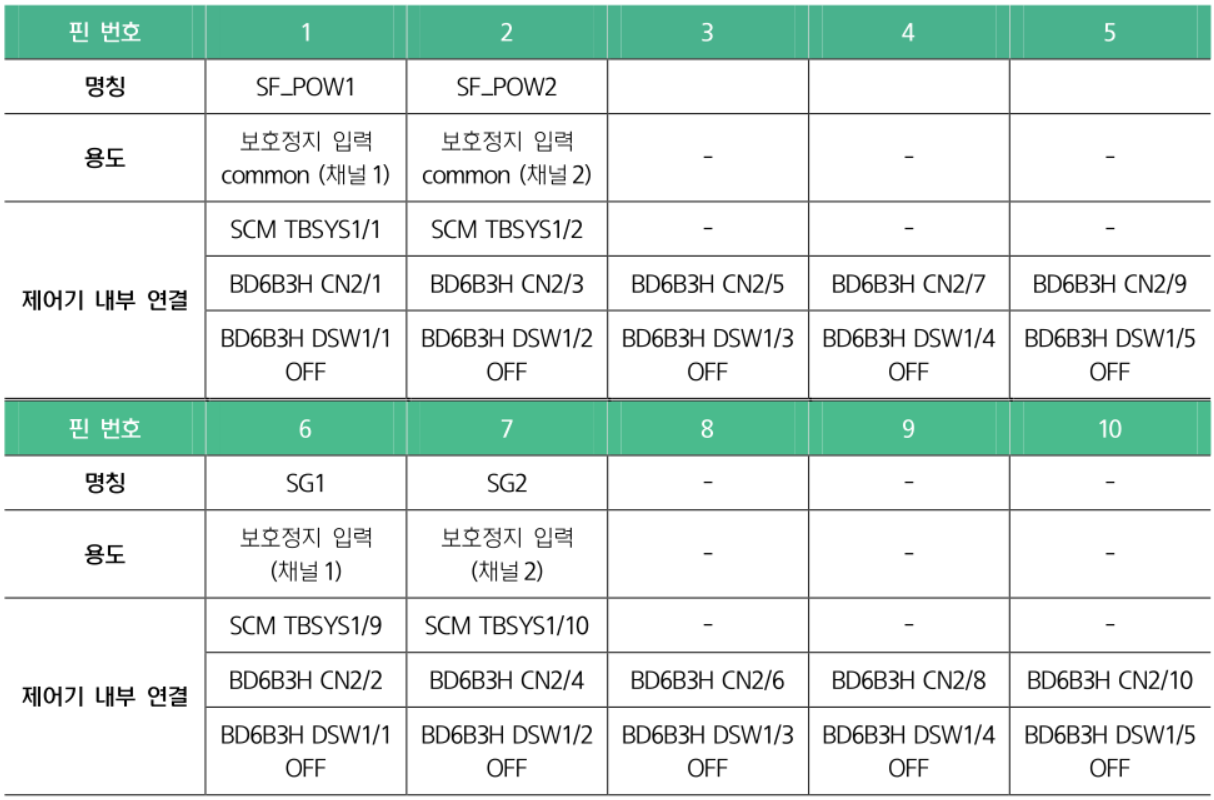 핀 번호 1 2 3 4 5
명칭 SF_POW1 SF_POW2
용도 보호정지 입력 common (채널 1) 보호정지 입력 common (채널 2) - - -
제어기 내부 연결 SCM TBSYS1/1 SCM TBSYS1/2 - - -
BD6B3H CN2/1 BD6B3H CN2/3 BD6B3H CN2/5 BD6B3H CN2/7 BD6B3H CN2/9
BD6B3H DSW1/1 OFF BD6B3H DSW1/2 OFF BD6B3H DSW1/3 OFF BD6B3H DSW1/4 OFF BD6B3H DSW1/5 OFF
핀 번호 6 7 8 9 10
명칭 SG1 SG2 - - -
용도 보호정지 입력 (채널 1) 보호정지 입력 (채널 2) - - -
제어기 내부 연결 SCM TBSYS1/9 SCM TBSYS1/10 - - -
BD6B3H CN2/2 BD6B3H CN2/4 BD6B3H CN2/6 BD6B3H CN2/8 BD6B3H CN2/10
BD6B3H DSW1/1 OFF BD6B3H DSW1/2 OFF BD6B3H DSW1/3 OFF BD6B3H DSW1/4 OFF BD6B3H DSW1/5 OFF